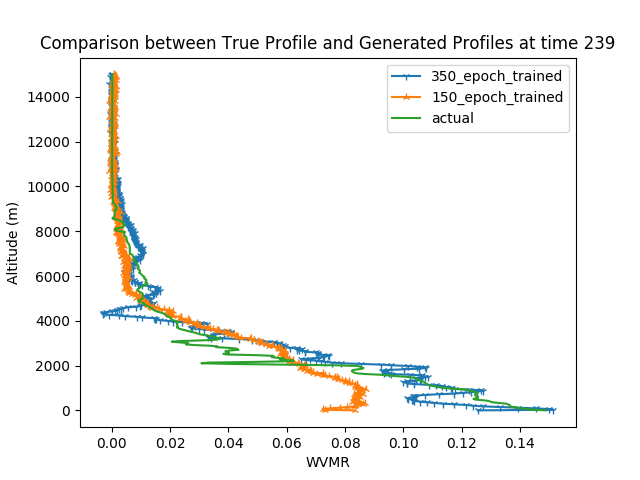 Comparison between True Profile and Generated Profiles at time 239
350_epoch_trained
150_epoch_trained
actual
Altitude (m)
14000
12000
10000
8000
6000
4000
2000
0
0.00 0.02 0.04 0.06 0.08 0.10 0.12 0.14
WVMR